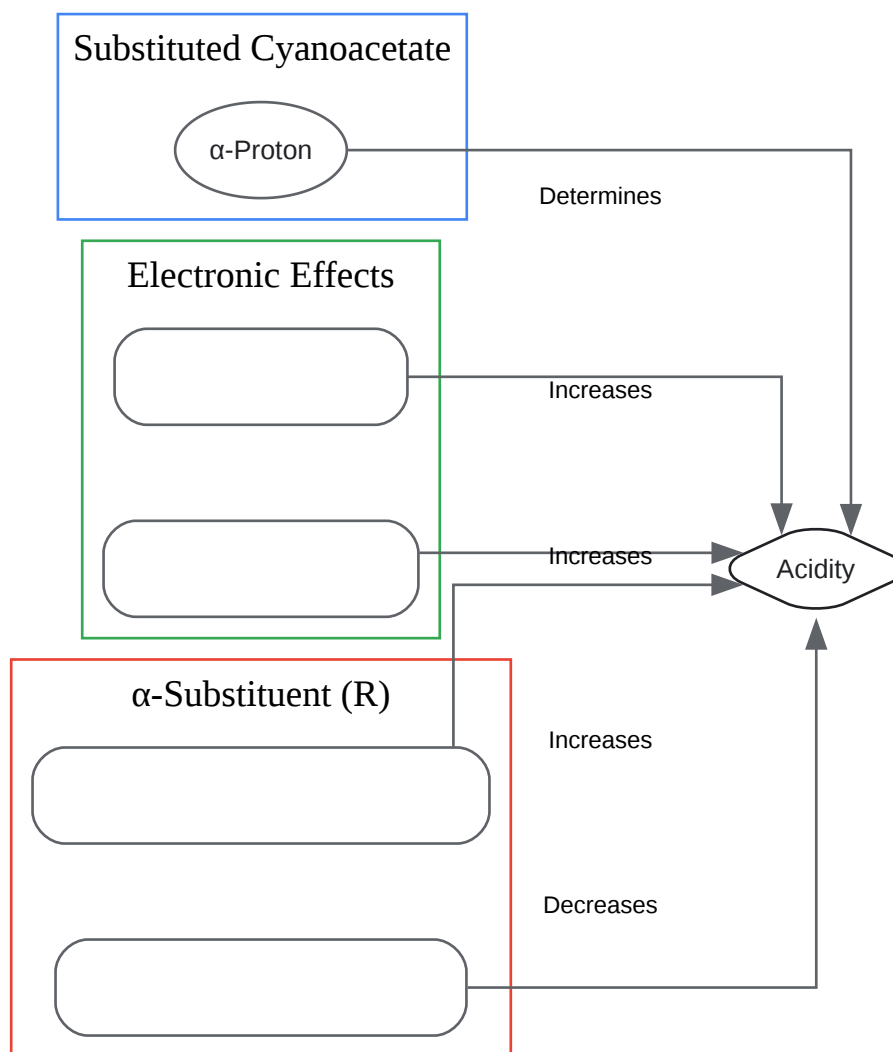 Substituted Cyanoacetate
α-Proton
Determines
Electronic Effects
Increases
Increases
Acidity
α-Substituent (R)
Increases
Decreases